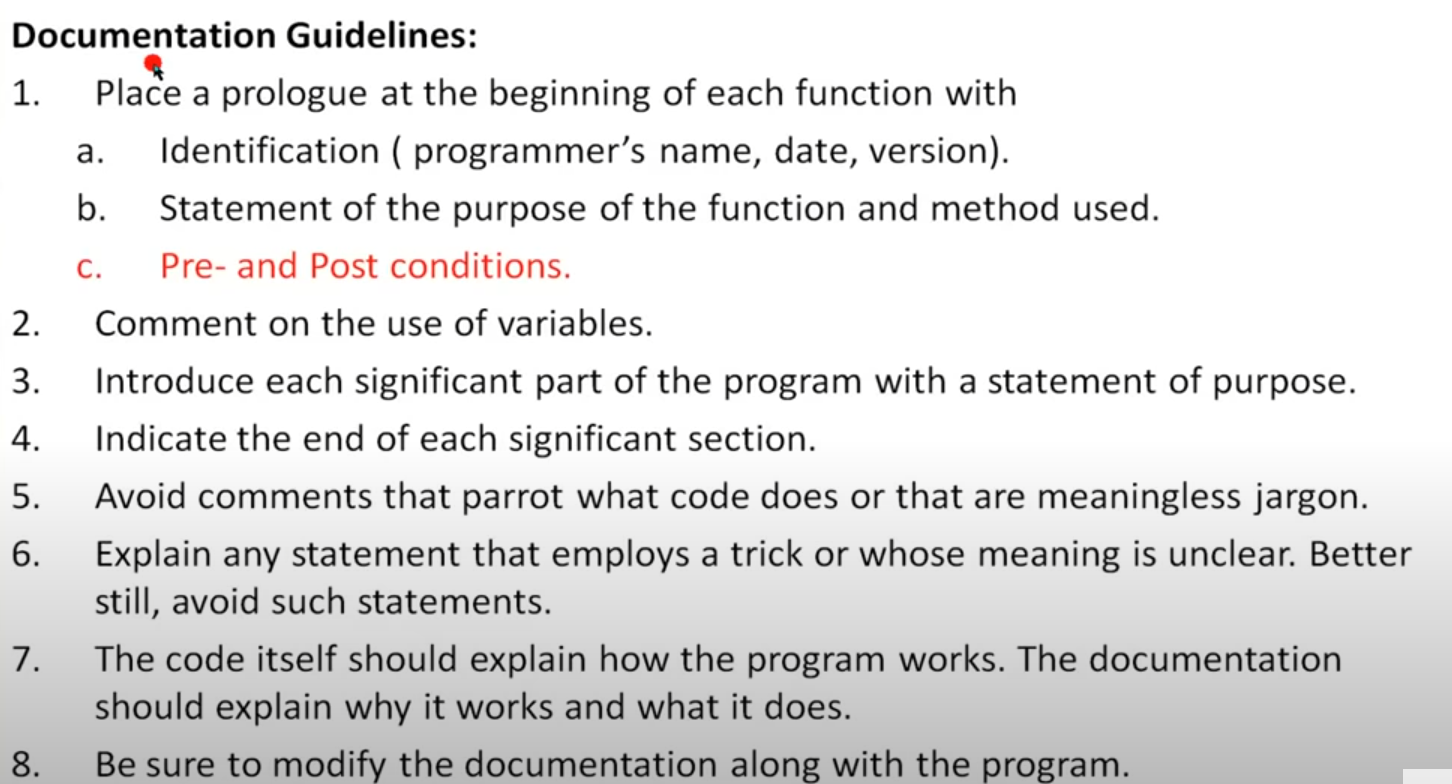 Documentation Guidelines:
1. Place a prologue at the beginning of each function with
a. Identification ( programmer’s name, date, version).
b. Statement of the purpose of the function and method used.
c. Pre- and Post conditions.
2. Comment on the use of variables.
3. Introduce each significant part of the program with a statement of purpose.
4. Indicate the end of each significant section.
5. Avoid comments that parrot what code does or that are meaningless jargon.
6. Explain any statement that employs a trick or whose meaning is unclear. Better
still, avoid such statements.
7. The code itself should explain how the program works. The documentation
should explain why it works and what it does.
8. Be sure to modify the documentation along with the program.